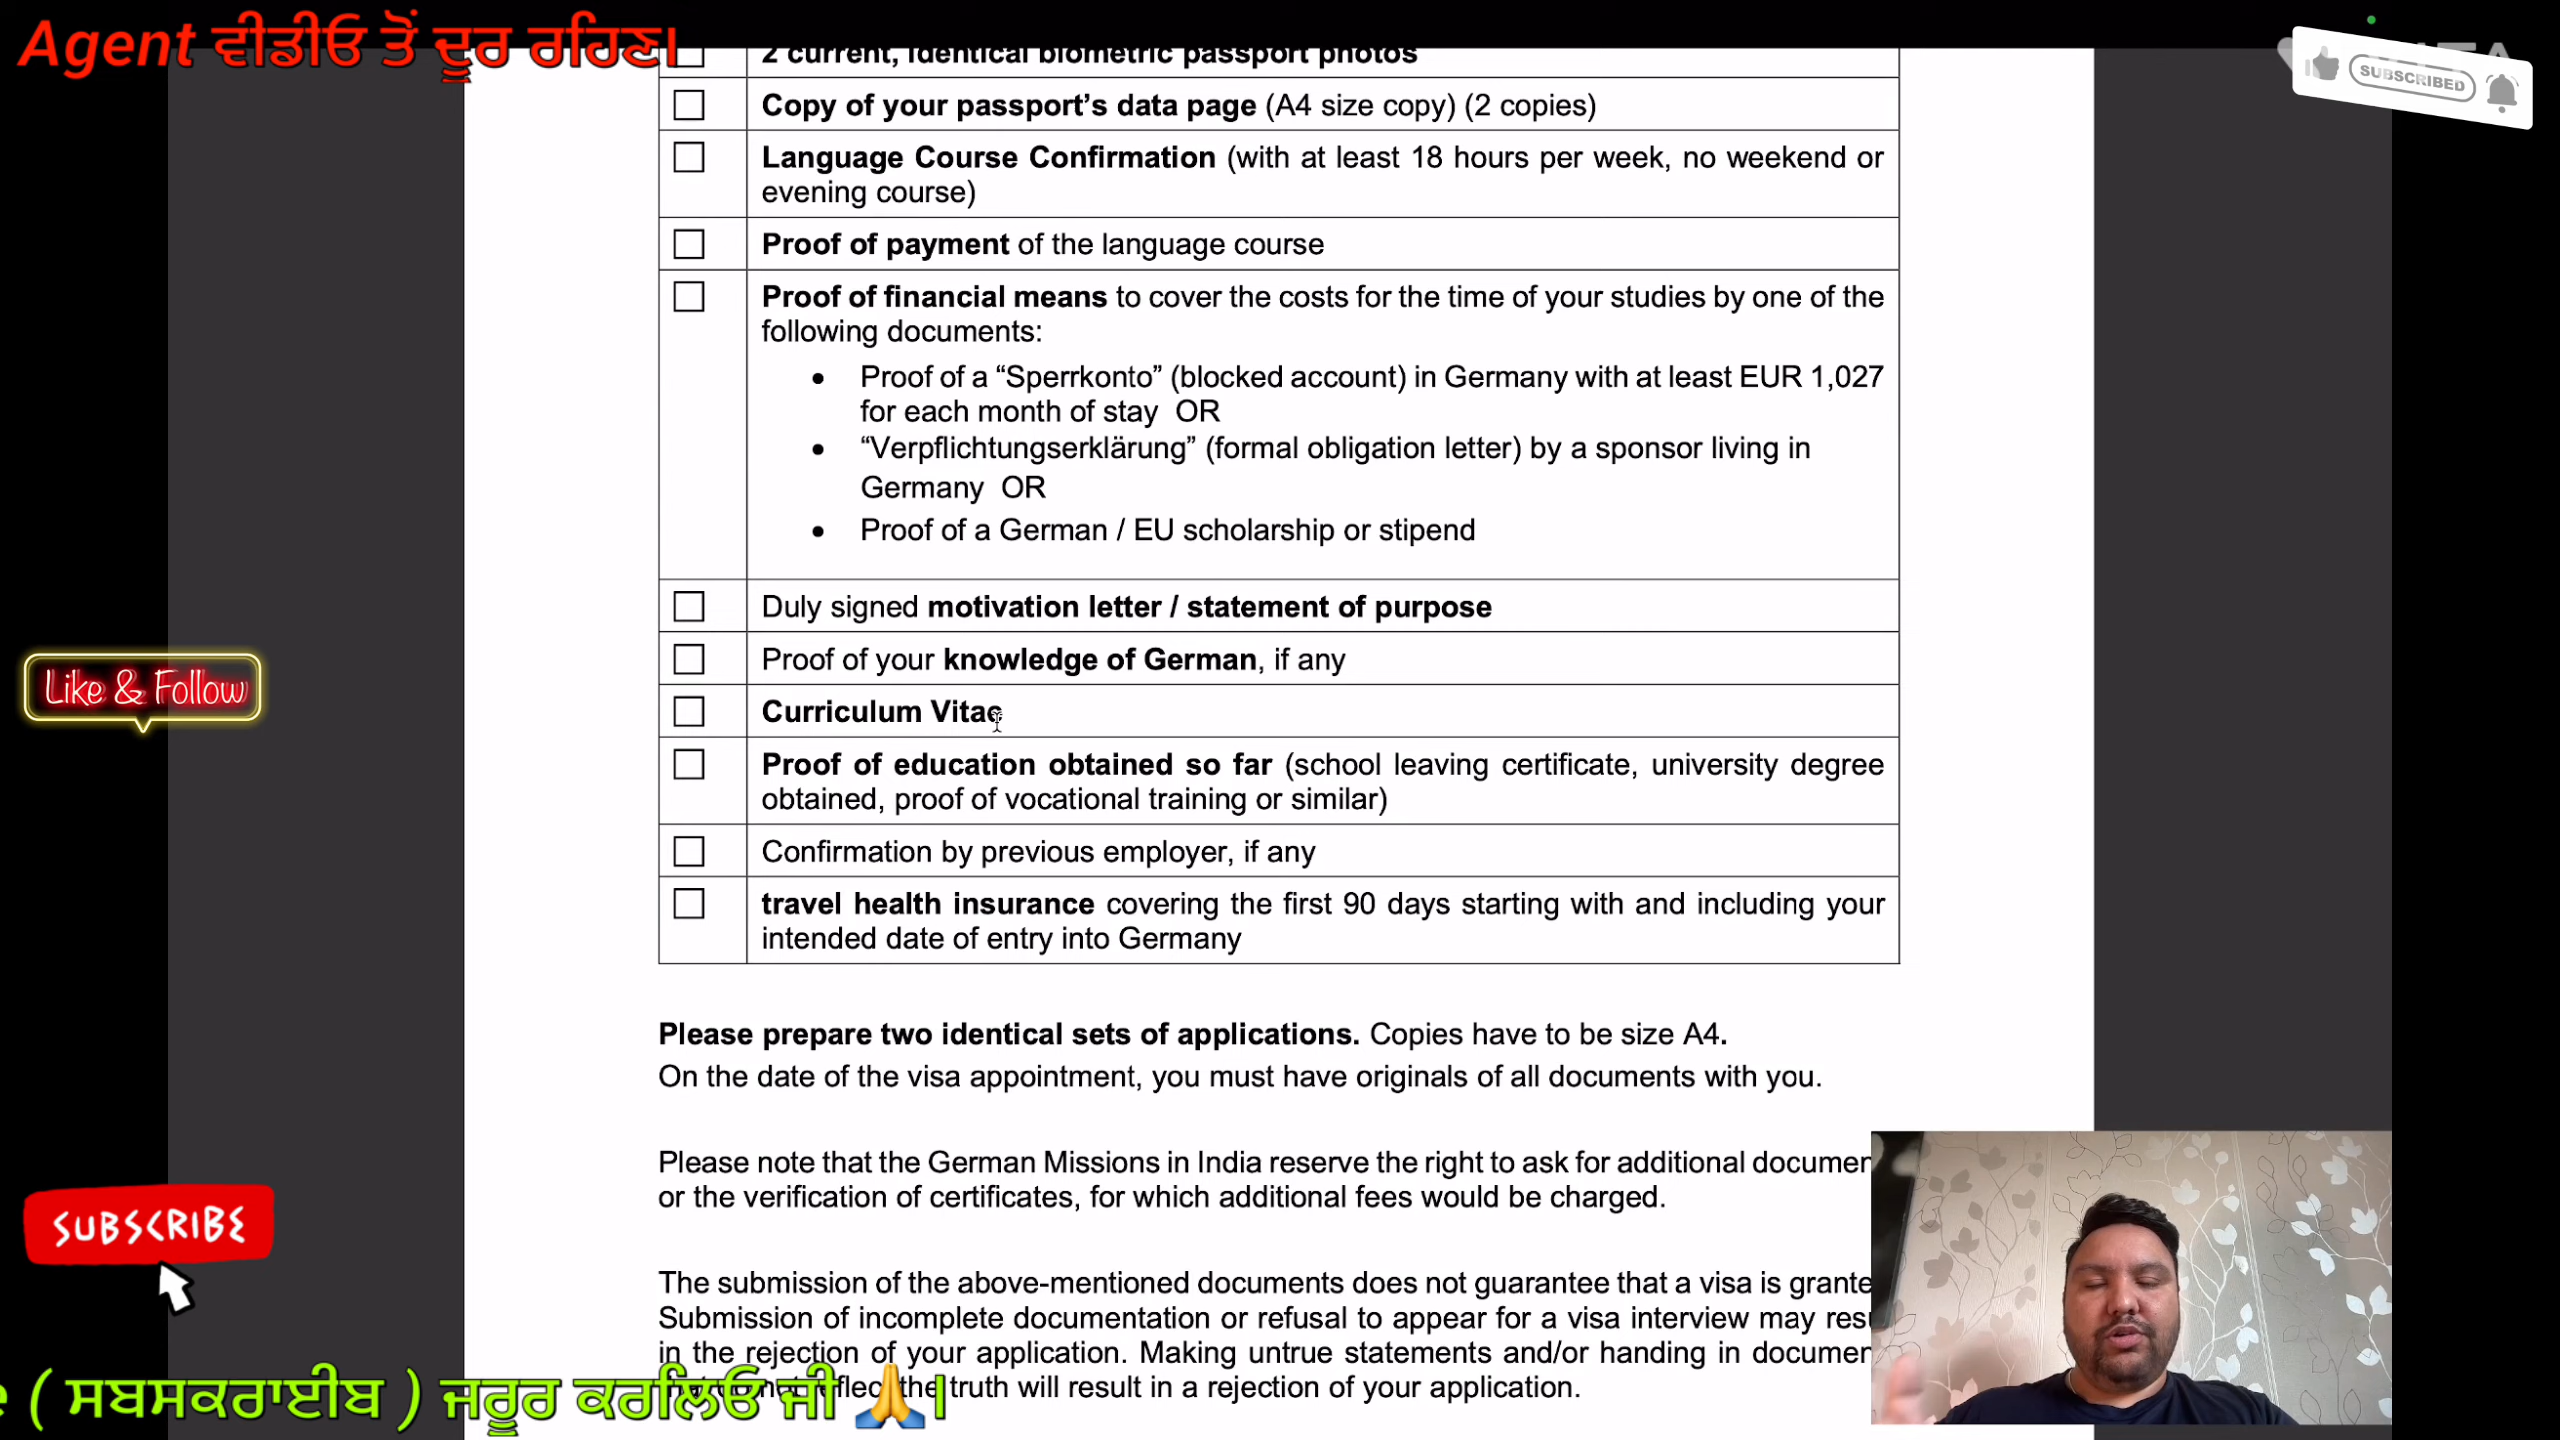 Agent ਵੀਡੀਓ ਤੋਂ ਦੂਰ ਰਹਿਣ।
SUBSCRIBED
2 current, identical biometric passport photos
Copy of your passport’s data page (A4 size copy) (2 copies)
Language Course Confirmation (with at least 18 hours per week, no weekend or
evening course)
Proof of payment of the language course
Proof of financial means to cover the costs for the time of your studies by one of the
following documents:
• Proof of a “Sperrkonto” (blocked account) in Germany with at least EUR 1,027
for each month of stay OR
• “Verpflichtungserklärung” (formal obligation letter) by a sponsor living in
Germany OR
• Proof of a German / EU scholarship or stipend
Duly signed motivation letter / statement of purpose
Proof of your knowledge of German, if any
Like & Follow
Curriculum Vitae
Proof of education obtained so far (school leaving certificate, university degree
obtained, proof of vocational training or similar)
Confirmation by previous employer, if any
travel health insurance covering the first 90 days starting with and including your
intended date of entry into Germany
Please prepare two identical sets of applications. Copies have to be size A4.
On the date of the visa appointment, you must have originals of all documents with you.
Please note that the German Missions in India reserve the right to ask for additional documen
or the verification of certificates, for which additional fees would be charged.
SUBSCRIBE
The submission of the above-mentioned documents does not guarantee that a visa is grante
Submission of incomplete documentation or refusal to appear for a visa interview may resu
in the rejection of your application. Making untrue statements and/or handing in documen
the truth will result in a rejection of your application.
e ( ਸਬਸਕਰਾਈਬ ) ਜਰੂਰ ਕਰਲਿਓ ਜੀ 🙏।